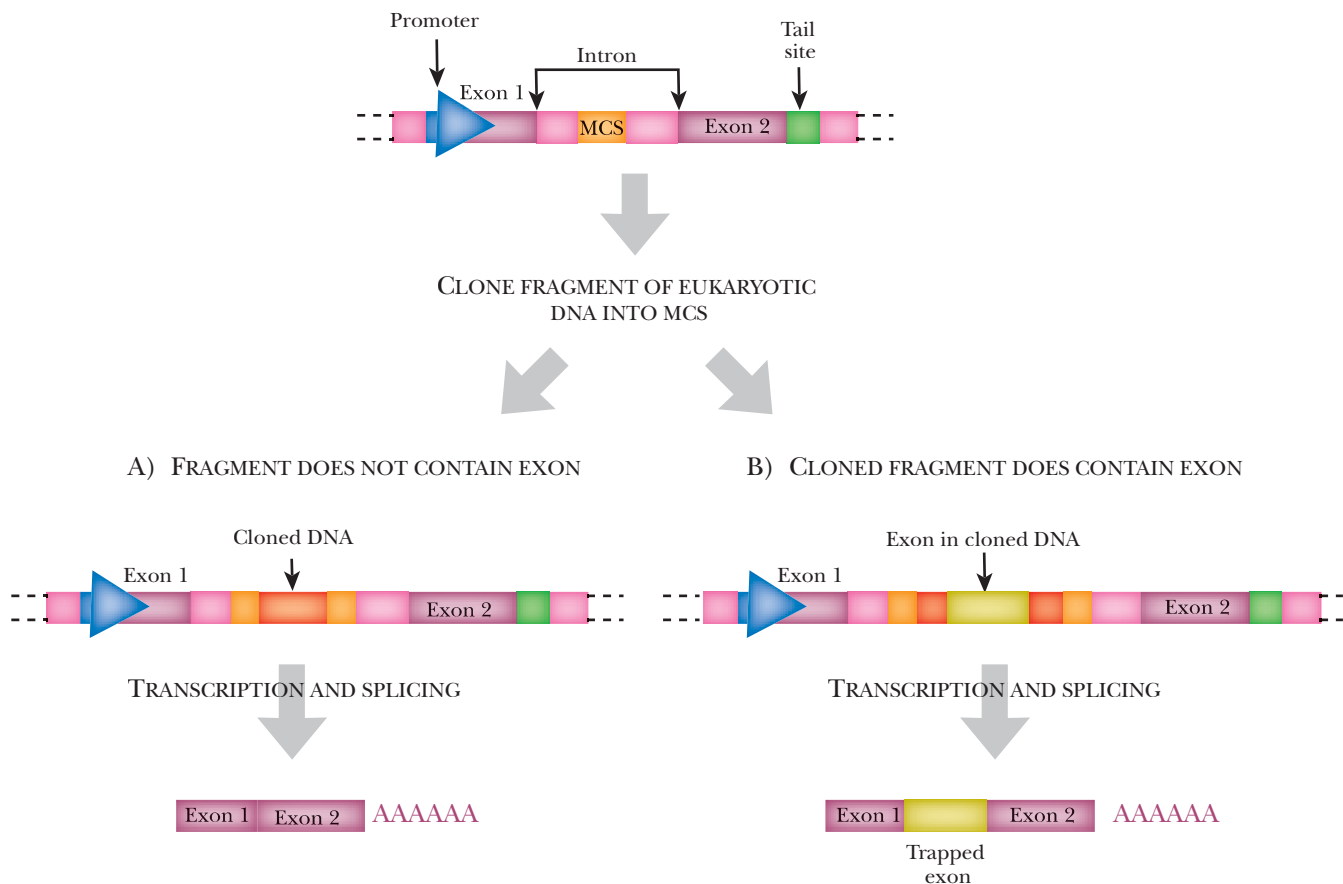 Promoter
Tail
site
Intron
Exon 1
MCS
Exon 2
CLONE FRAGMENT OF EUKARYOTIC
DNA INTO MCS
A) FRAGMENT DOES NOT CONTAIN EXON
B) CLONED FRAGMENT DOES CONTAIN EXON
Cloned DNA
Exon 1
Exon 2
Exon in cloned DNA
Exon 1
Exon 2
TRANSCRIPTION AND SPLICING
TRANSCRIPTION AND SPLICING
Exon 1 Exon 2 AAAAAA
Exon 1 Exon 2 AAAAAA
Trapped
exon